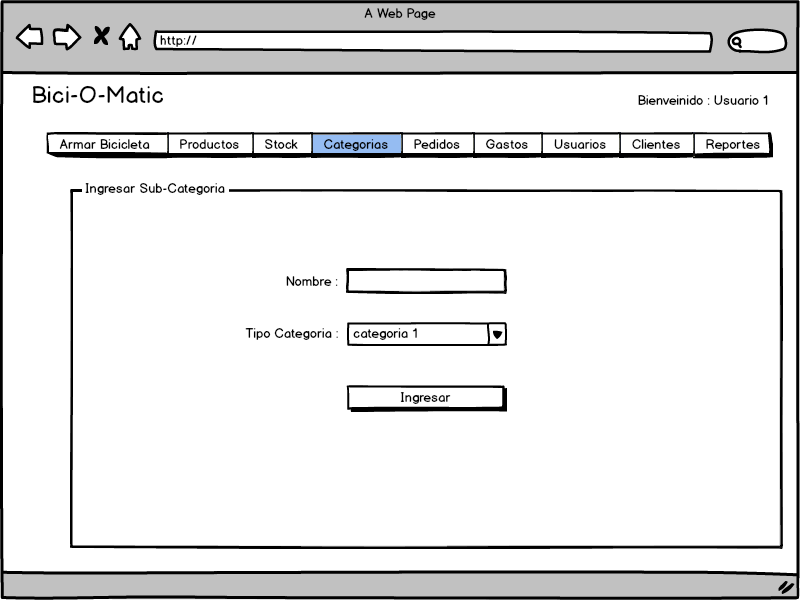 A Web Page
http://
Bici-O-Matic
Bienveinido : Usuario 1
Armar Bicicleta Productos Stock Categorias Pedidos Gastos Usuarios Clientes Reportes
Ingresar Sub-Categoria
Nombre :
Tipo Categoria : categoria 1
Ingresar